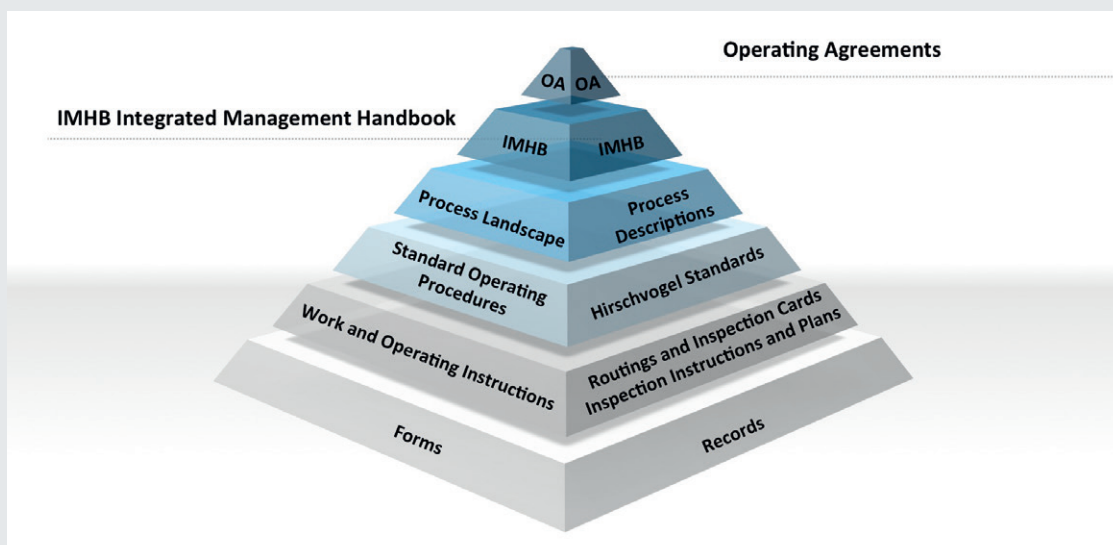 Operating Agreements
OA OA
IMHB Integrated Management Handbook
IMHB IMHB
Process Landscape
Process
Descriptions
Standard Operating
Procedures
Hirschvogel Standards
Work and Operating Instructions
Routings and Inspection Cards
Inspection Instructions and Plans
Forms
Records